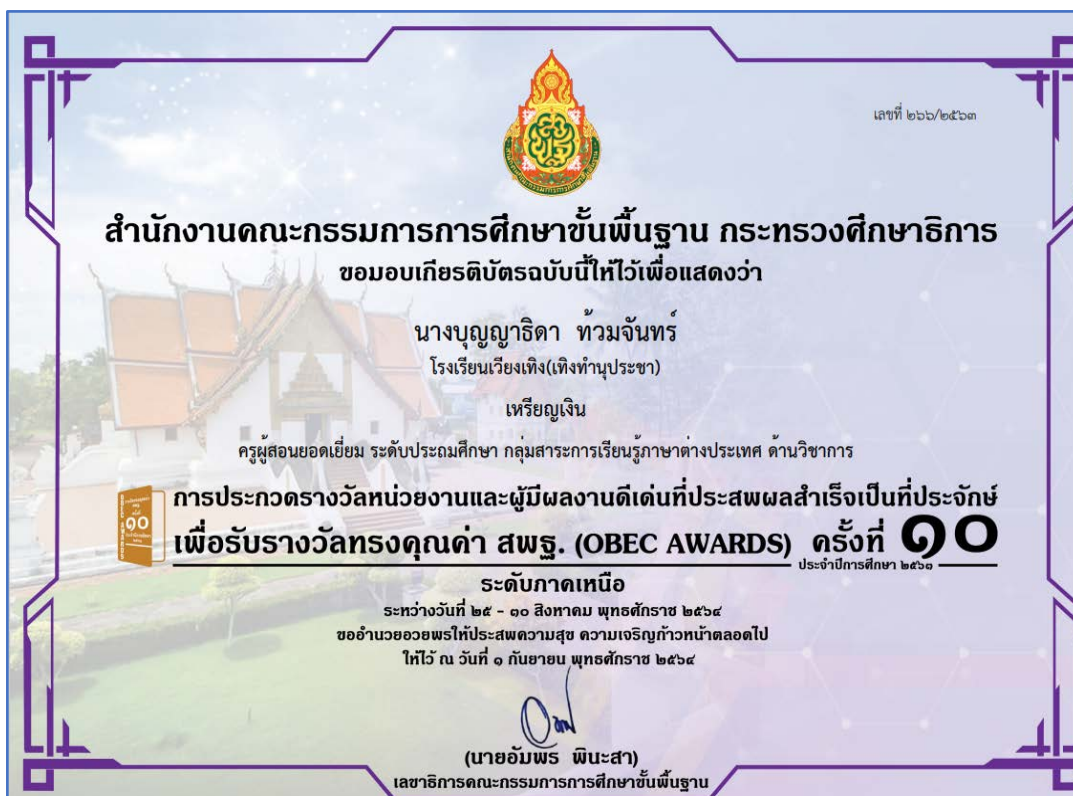 เลขที่ ๒๖๖/๒๕๖๓
สำนักงานคณะกรรมการการศึกษาขั้นพื้นฐาน กระทรวงศึกษาธิการ
ขอมอบเกียรติบัตรฉบับนี้ให้ไว้เพื่อแสดงว่า
นางบุญญาธิดา ท้วมจันทร์
โรงเรียนเวียงเทิง(เทิงทำนุประชา)
เหรียญเงิน
ครูผู้สอนยอดเยี่ยม ระดับประถมศึกษา กลุ่มสาระการเรียนรู้ภาษาต่างประเทศ ด้านวิชาการ
การประกวดรางวัลหน่วยงานและผู้มีผลงานดีเด่นที่ประสพผลสำเร็จเป็นที่ประจักษ์
เพื่อรับรางวัลทรงคุณค่า สพฐ. (OBEC AWARDS) ครั้งที่ ๑๐
ประจำปีการศึกษา ๒๕๖๓
ระดับภาคเหนือ
ระหว่างวันที่ ๒๕ - ๓๐ สิงหาคม พุทธศักราช ๒๕๖๔
ขออำนวยอวยพรให้ประสพความสุข ความเจริญก้าวหน้าตลอดไป
ให้ไว้ ณ วันที่ ๑ กันยายน พุทธศักราช ๒๕๖๔
(นายอัมพร พินะสา)
เลขาธิการคณะกรรมการการศึกษาขั้นพื้นฐาน